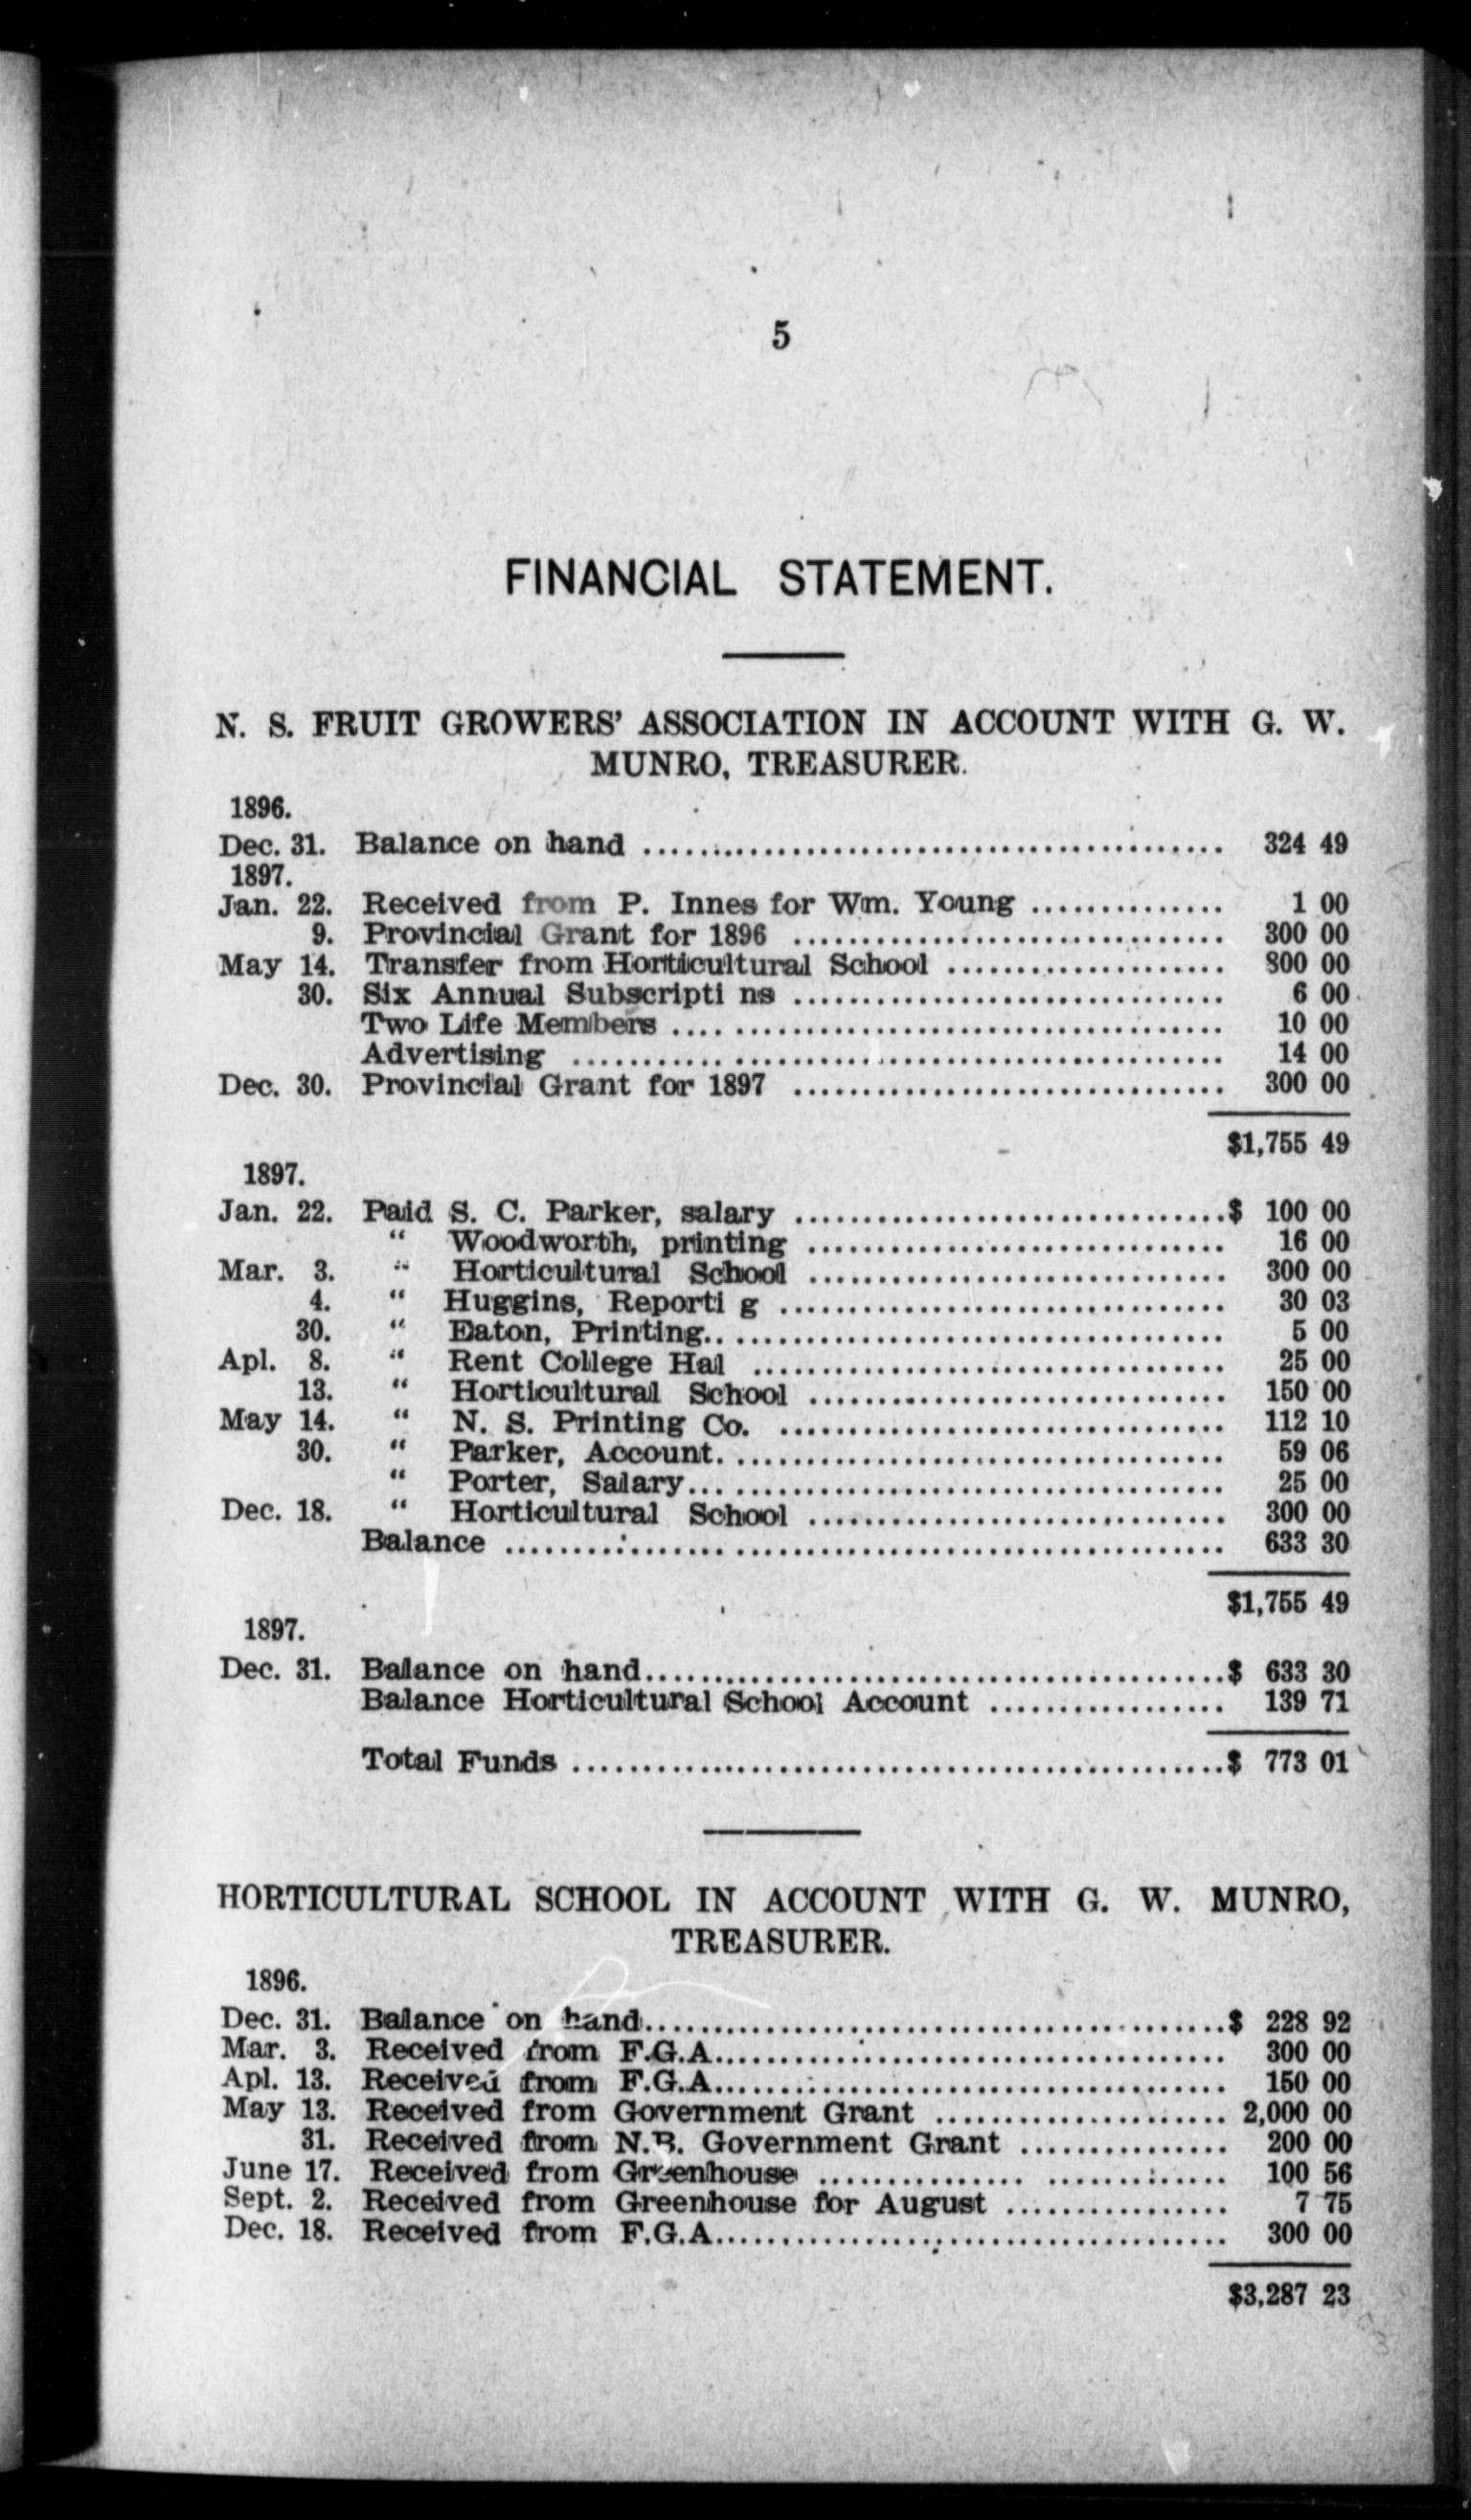 5
FINANCIAL STATEMENT.
N. S. FRUIT GROWERS' ASSOCIATION IN ACCOUNT WITH G. W.
MUNRO, TREASURER.
1896.
Dec. 31. Balance on hand ........................................ 324 49
1897.
Jan. 22. Received from P. Innes for Wm. Young .............. 1 00
9. Provincial Grant for 1896 .............................. 300 00
May 14. Transfer from Horticultural School .................... 800 00
30. Six Annual Subscripti ns .............................. 6 00
Two Life Members ...................................... 10 00
Advertising ............................................ 14 00
Dec. 30. Provincial Grant for 1897 .............................. 300 00
$1,755 49
1897.
Jan. 22. Paid S. C. Parker, salary ..............................$ 100 00
" Woodworth, printing .............................. 16 00
Mar. 3. " Horticultural School .............................. 300 00
4. " Huggins, Reporti g .............................. 30 03
30. " Eaton, Printing.................................... 5 00
Apl. 8. " Rent College Hal .................................. 25 00
13. " Horticultural School .............................. 150 00
May 14. " N. S. Printing Co. ................................ 112 10
30. " Parker, Account.................................... 59 06
" Porter, Salary...................................... 25 00
Dec. 18. " Horticultural School .............................. 300 00
Balance .................................................. 633 30
$1,755 49
1897.
Dec. 31. Balance on hand........................................$ 633 30
Balance Horticultural School Account .................. 139 71
Total Funds ..............................................$ 773 01
HORTICULTURAL SCHOOL IN ACCOUNT WITH G. W. MUNRO,
TREASURER.
1896.
Dec. 31. Balance on hand........................................$ 228 92
Mar. 3. Received from F.G.A.................................... 300 00
Apl. 13. Received from F.G.A.................................... 150 00
May 13. Received from Government Grant ..................... 2,000 00
31. Received from N.B. Government Grant ................ 200 00
June 17. Received from Greenhouse ............................ 100 56
Sept. 2. Received from Greenhouse for August ................ 7 75
Dec. 18. Received from F.G.A.................................... 300 00
$3,287 23